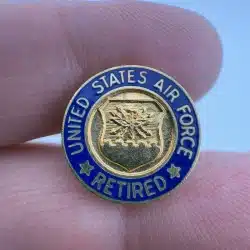 UNITED STATES AIR FORCE
RETIRED